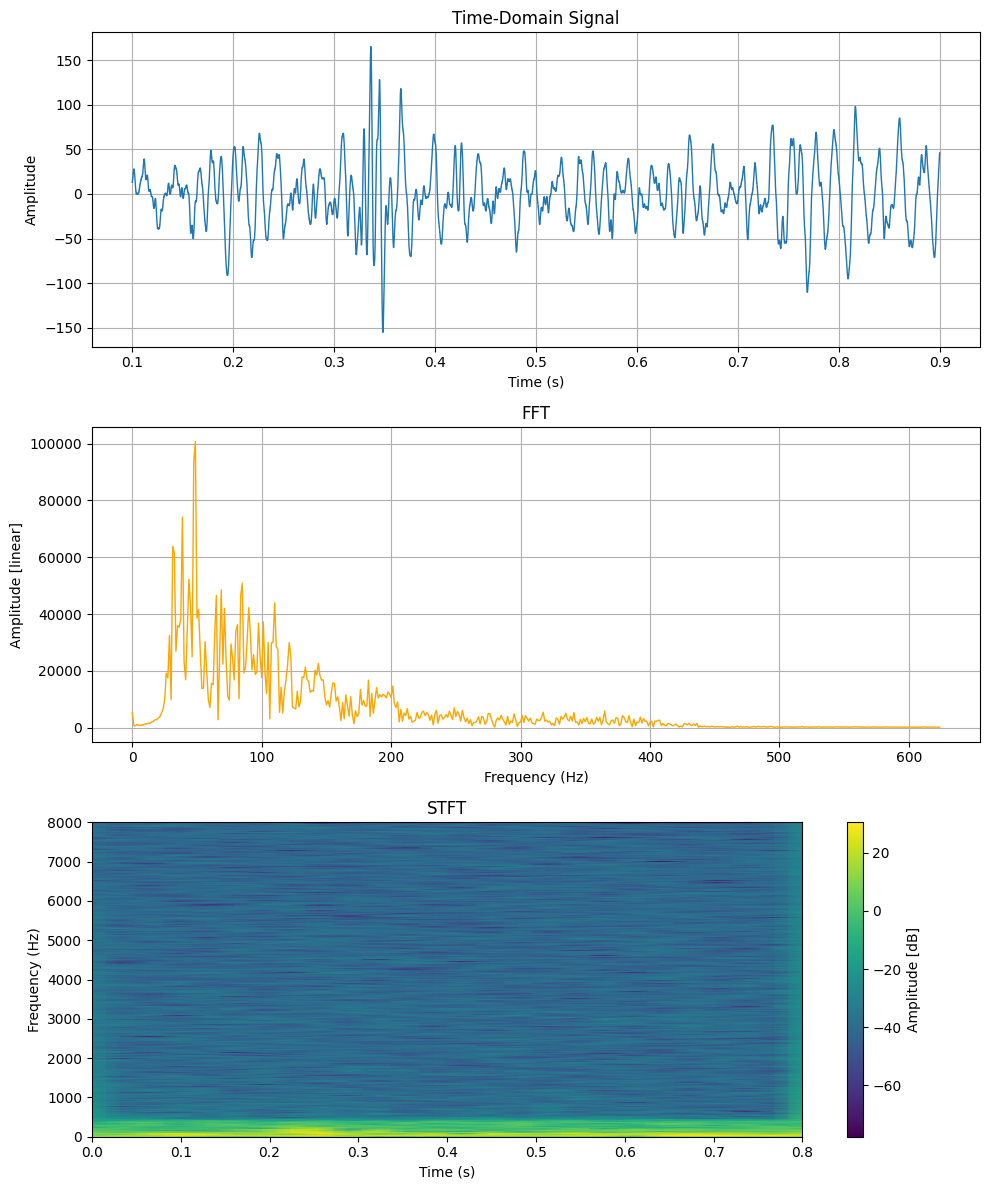 Time-Domain Signal
150
100
50
0
−50
−100
−150
Amplitude
0.1 0.2 0.3 0.4 0.5 0.6 0.7 0.8 0.9
Time (s)
FFT
100000
80000
60000
40000
20000
0
Amplitude [linear]
0 100 200 300 400 500 600
Frequency (Hz)
STFT
8000
7000
6000
5000
4000
3000
2000
1000
0
Frequency (Hz)
0.0 0.1 0.2 0.3 0.4 0.5 0.6 0.7 0.8
Time (s)
20
0
−20
−40
−60
Amplitude [dB]